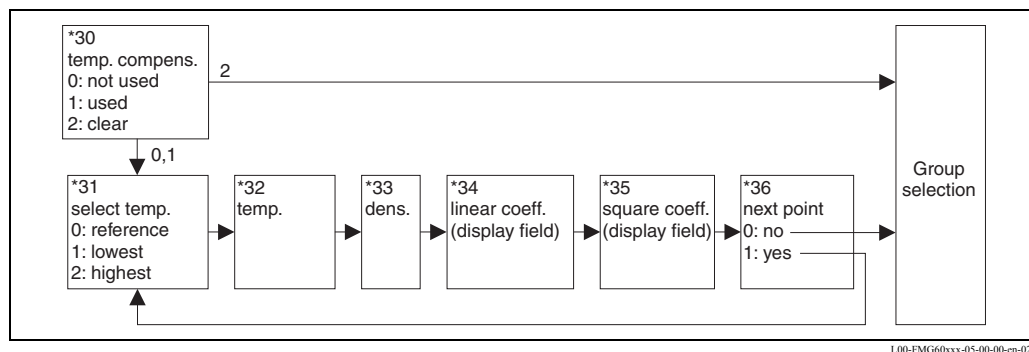 *30
temp. compens.
0: not used
1: used
2: clear
2
0,1
Group
selection
*31
select temp.
0: reference
1: lowest
2: highest
*32
temp.
*33
dens.
*34
linear coeff.
(display field)
*35
square coeff.
(display field)
*36
next point
0: no
1: yes
L00-FMG60xxx-05-00-00-en-07